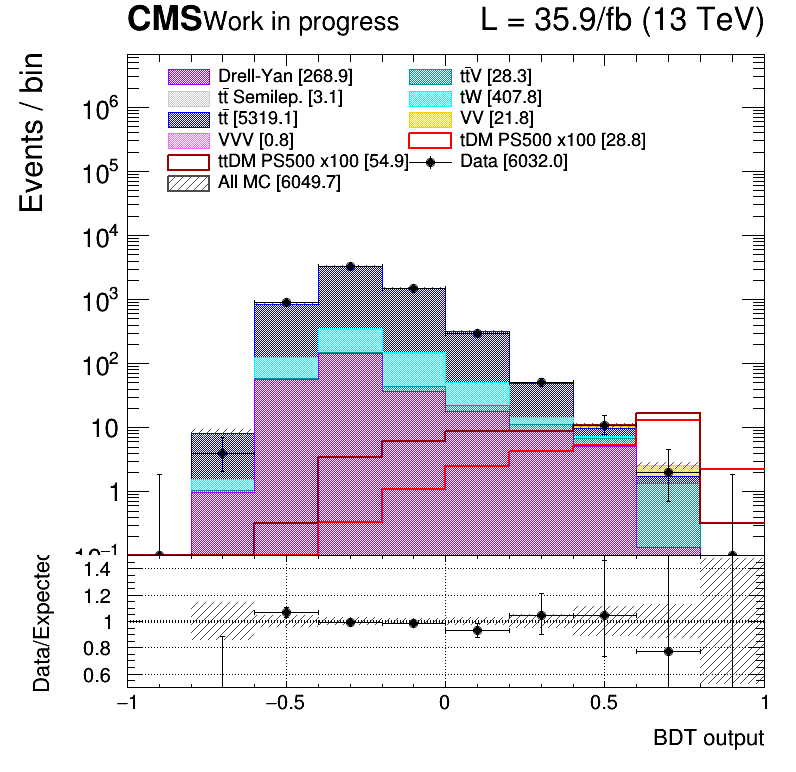 CMS Work in progress L = 35.9/fb (13 TeV)
Events / bin
Drell-Yan [268.9] tt̄V [28.3]
tt̄ Semilep. [3.1] tW [407.8]
tt̄ [5319.1] VV [21.8]
VVV [0.8] tDM PS500 x100 [28.8]
ttDM PS500 x100 [54.9] Data [6032.0]
All MC [6049.7]
10⁶
10⁵
10⁴
10³
10²
10
1
10⁻¹
Data/Expected
1.4
1.2
1
0.8
0.6
−1 −0.5 0 0.5 1
BDT output